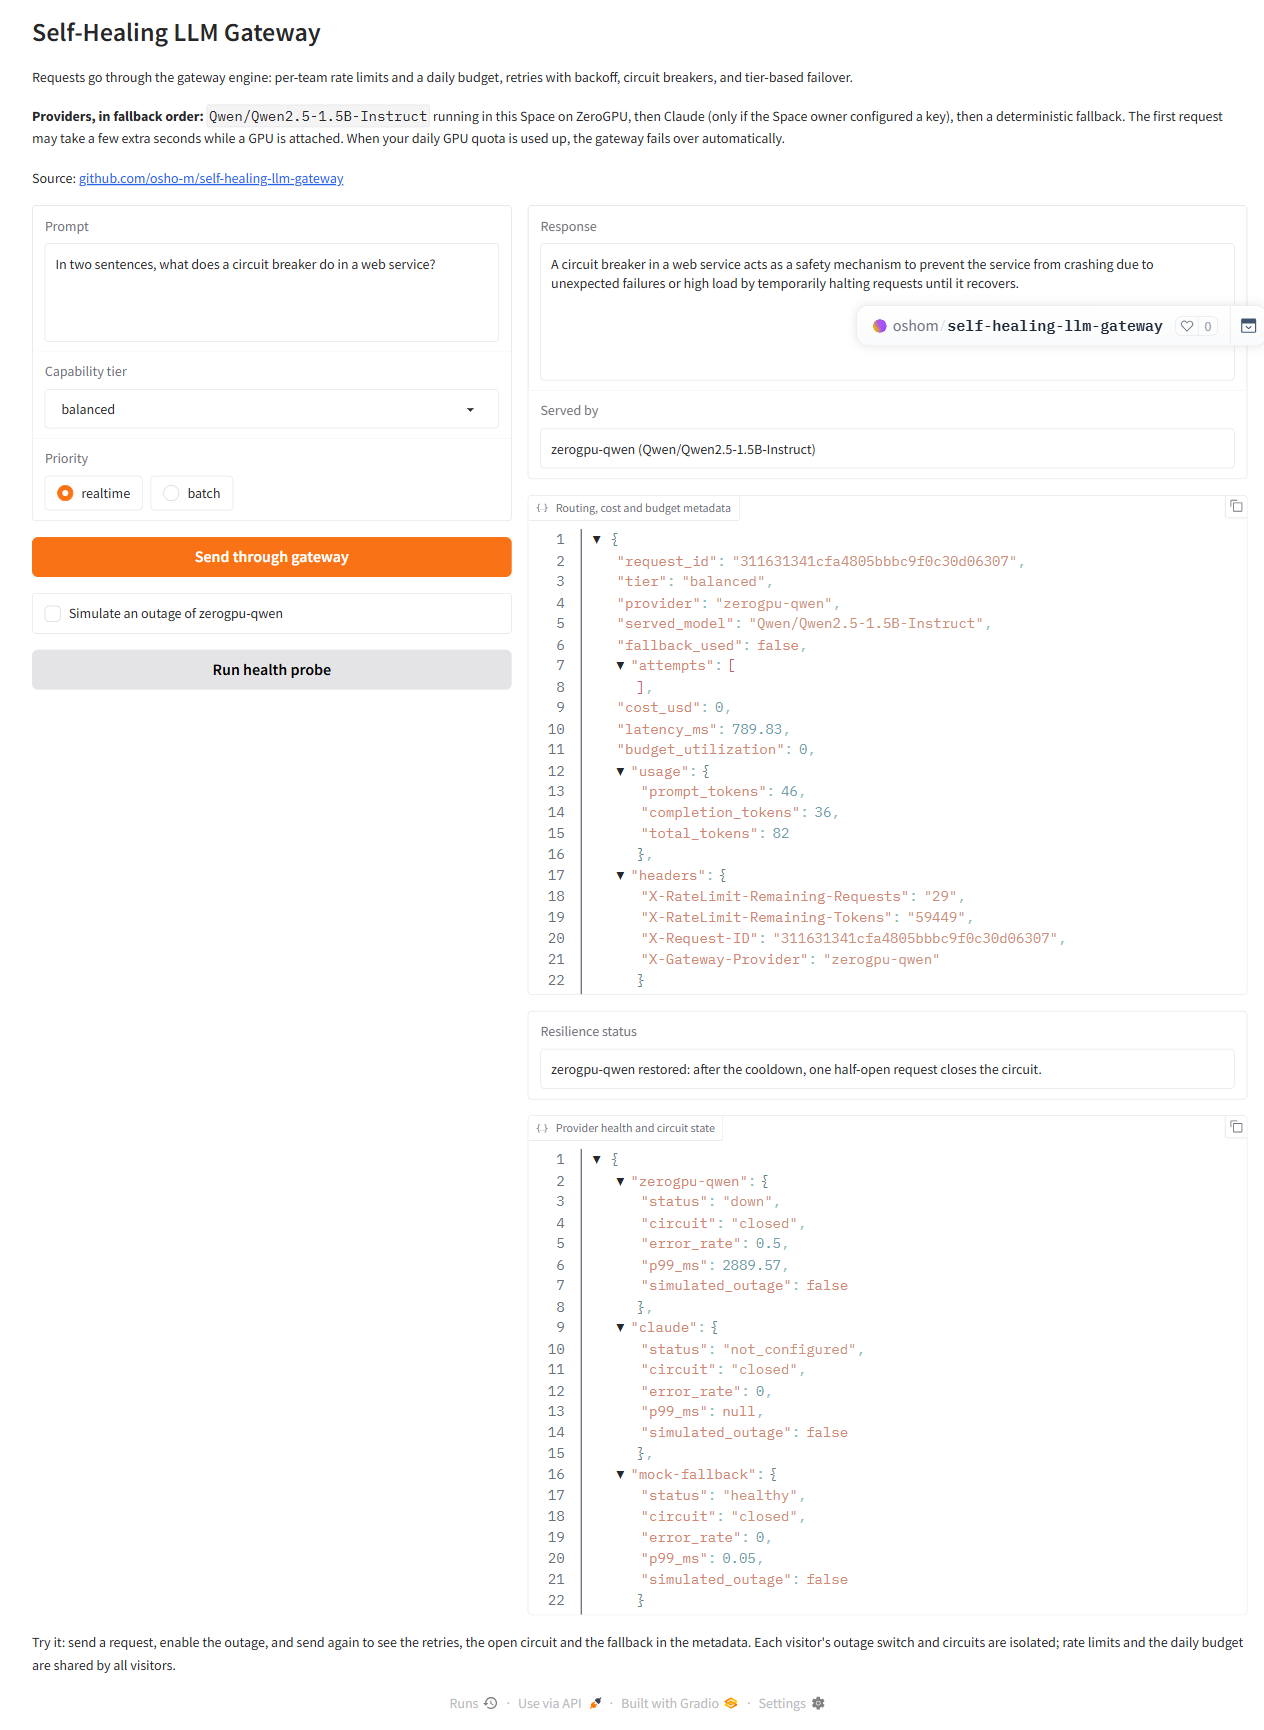 Self-Healing LLM Gateway
Requests go through the gateway engine: per-team rate limits and a daily budget, retries with backoff, circuit breakers, and tier-based failover.
Providers, in fallback order: Qwen/Qwen2.5-1.5B-Instruct running in this Space on ZeroGPU, then Claude (only if the Space owner configured a key), then a deterministic fallback. The first request
may take a few extra seconds while a GPU is attached. When your daily GPU quota is used up, the gateway fails over automatically.
Source: github.com/osho-m/self-healing-llm-gateway
Prompt
In two sentences, what does a circuit breaker do in a web service?
Capability tier
balanced
Priority
realtime
batch
Send through gateway
Simulate an outage of zerogpu-qwen
Run health probe
Response
A circuit breaker in a web service acts as a safety mechanism to prevent the service from crashing due to
unexpected failures or high load by temporarily halting requests until it recovers.
oshom/self-healing-llm-gateway 0
Served by
zerogpu-qwen (Qwen/Qwen2.5-1.5B-Instruct)
Routing, cost and budget metadata
1 {
2 "request_id": "311631341cfa4805bbbc9f0c30d06307",
3 "tier": "balanced",
4 "provider": "zerogpu-qwen",
5 "served_model": "Qwen/Qwen2.5-1.5B-Instruct",
6 "fallback_used": false,
7 "attempts": [
8 ],
9 "cost_usd": 0,
10 "latency_ms": 789.83,
11 "budget_utilization": 0,
12 "usage": {
13 "prompt_tokens": 46,
14 "completion_tokens": 36,
15 "total_tokens": 82
16 },
17 "headers": {
18 "X-RateLimit-Remaining-Requests": "29",
19 "X-RateLimit-Remaining-Tokens": "59449",
20 "X-Request-ID": "311631341cfa4805bbbc9f0c30d06307",
21 "X-Gateway-Provider": "zerogpu-qwen"
22 }
Resilience status
zerogpu-qwen restored: after the cooldown, one half-open request closes the circuit.
Provider health and circuit state
1 {
2 "zerogpu-qwen": {
3 "status": "down",
4 "circuit": "closed",
5 "error_rate": 0.5,
6 "p99_ms": 2889.57,
7 "simulated_outage": false
8 },
9 "claude": {
10 "status": "not_configured",
11 "circuit": "closed",
12 "error_rate": 0,
13 "p99_ms": null,
14 "simulated_outage": false
15 },
16 "mock-fallback": {
17 "status": "healthy",
18 "circuit": "closed",
19 "error_rate": 0,
20 "p99_ms": 0.05,
21 "simulated_outage": false
22 }
Try it: send a request, enable the outage, and send again to see the retries, the open circuit and the fallback in the metadata. Each visitor's outage switch and circuits are isolated; rate limits and the daily budget
are shared by all visitors.
Runs · Use via API · Built with Gradio · Settings